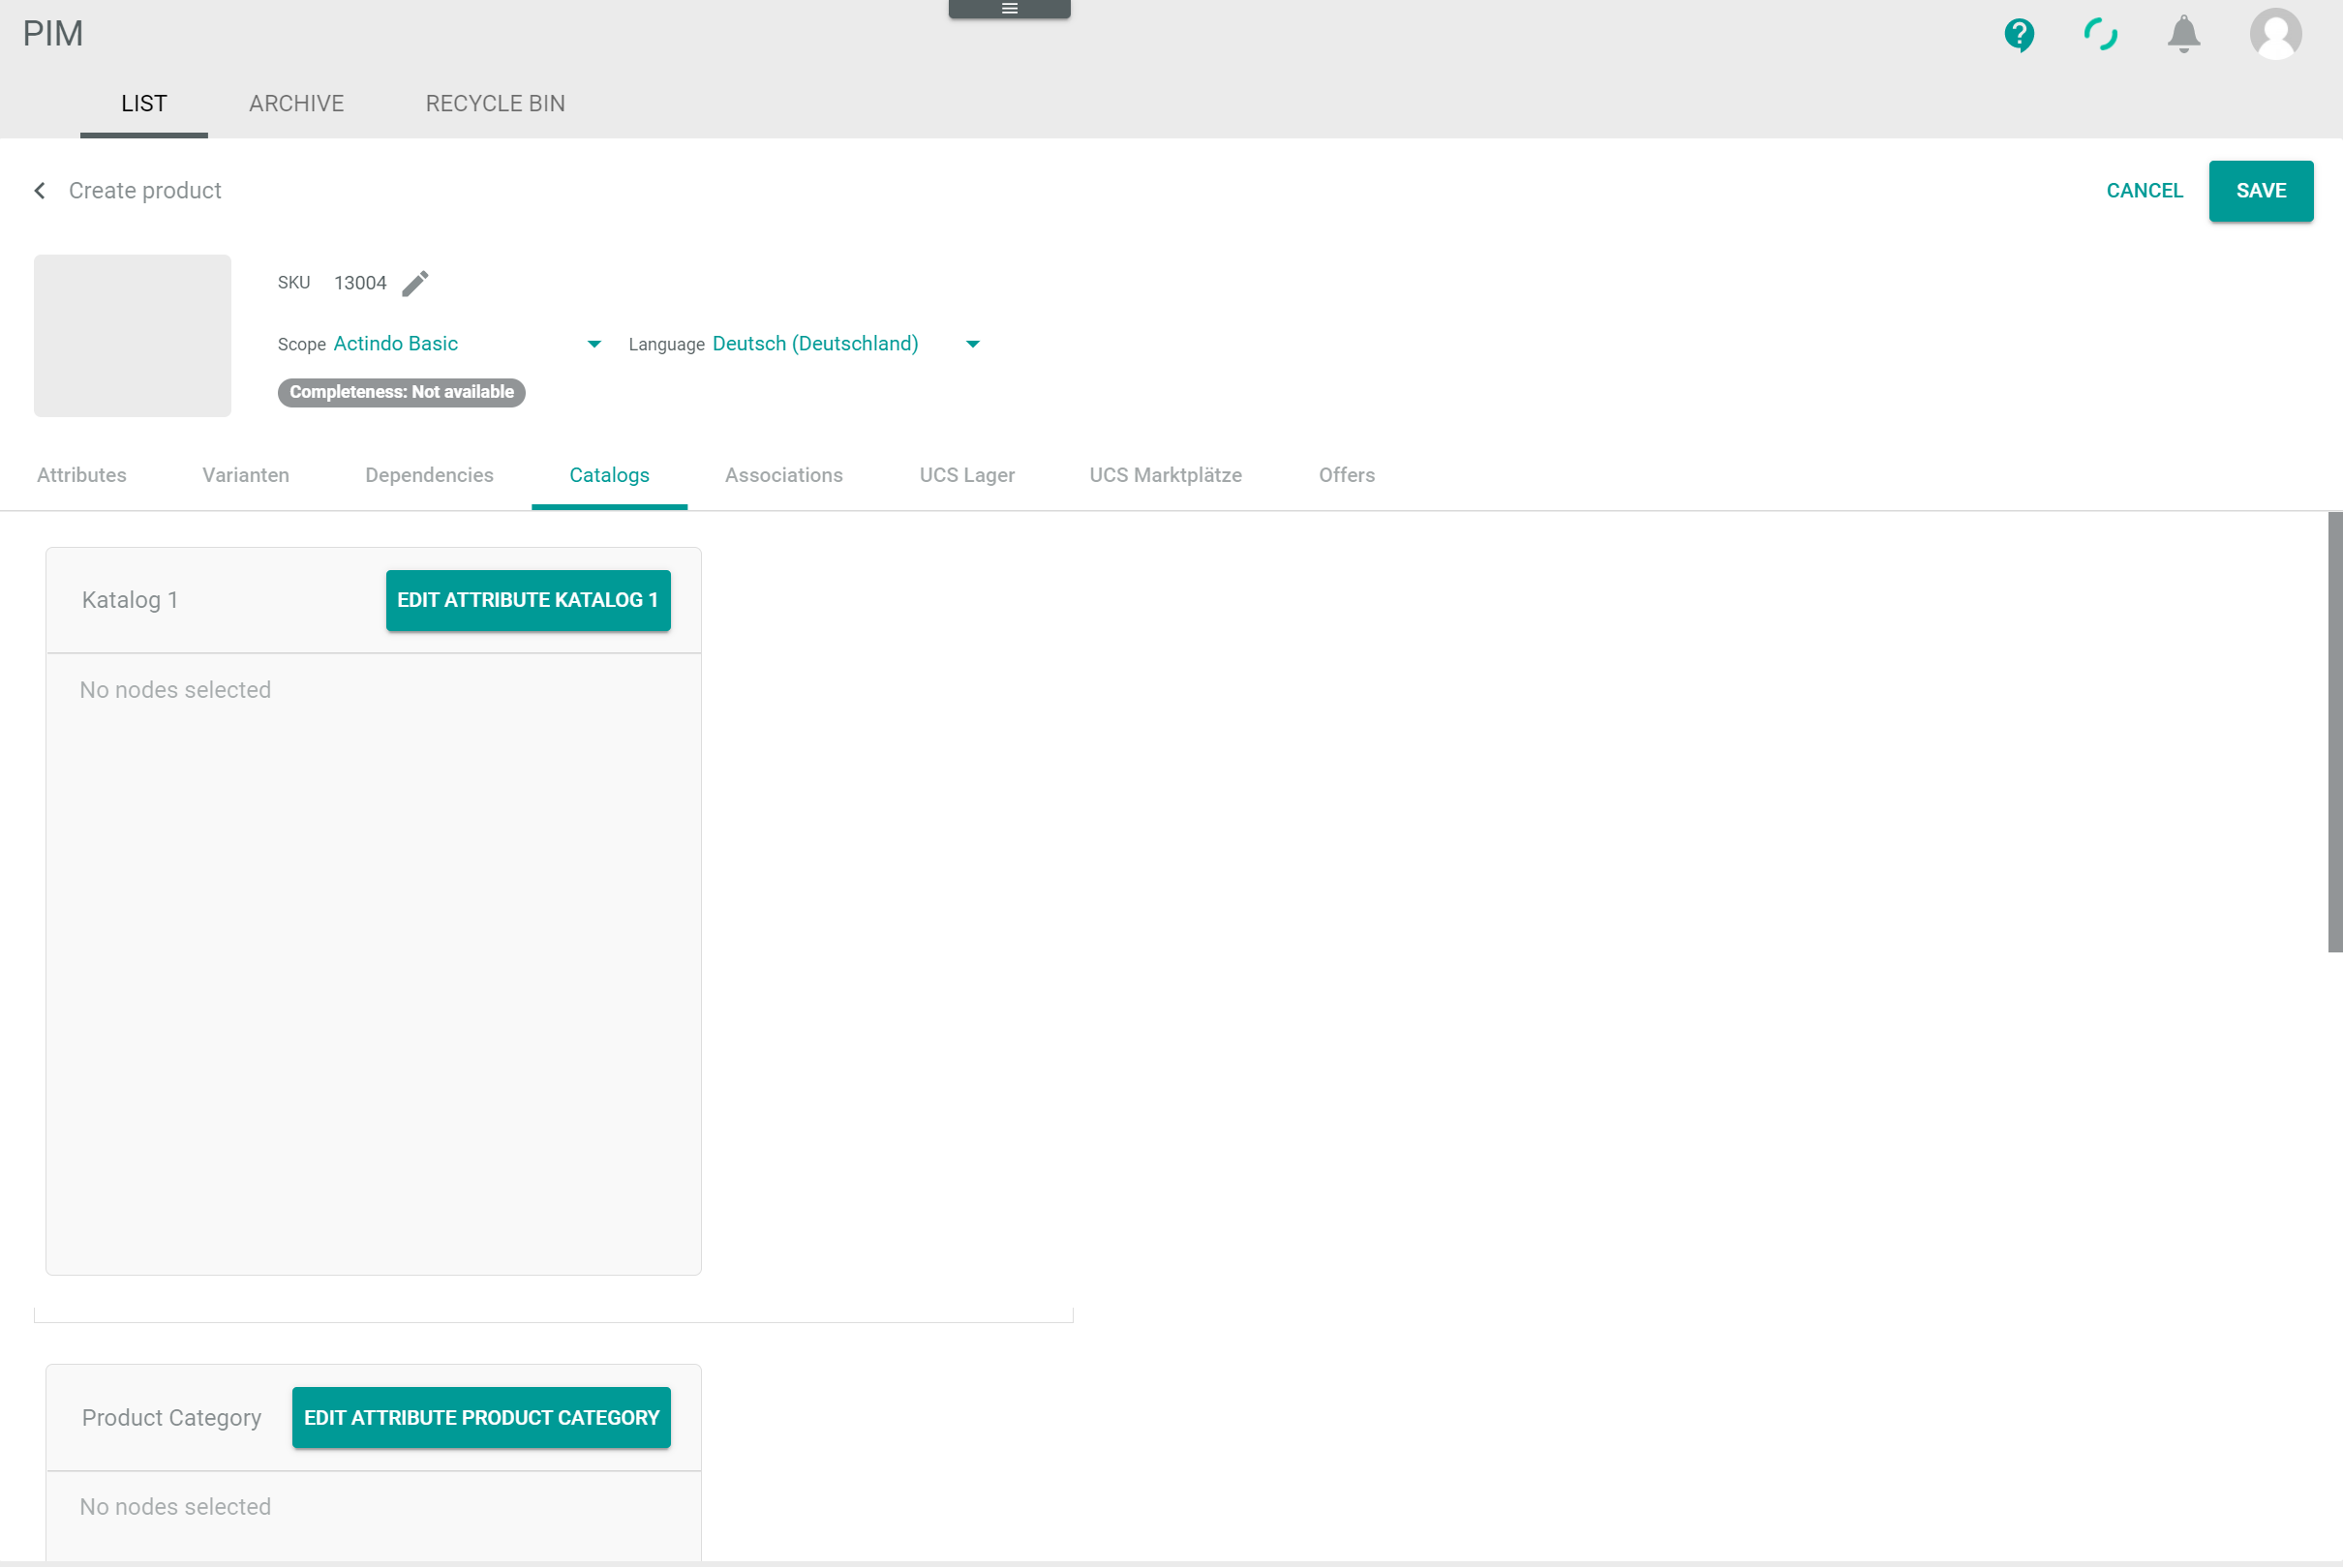 PIM
LIST ARCHIVE RECYCLE BIN
Create product CANCEL SAVE
SKU 13004
Scope Actindo Basic Language Deutsch (Deutschland)
Completeness: Not available
Attributes Varianten Dependencies Catalogs Associations UCS Lager UCS Marktplätze Offers
Katalog 1 EDIT ATTRIBUTE KATALOG 1
No nodes selected
Product Category EDIT ATTRIBUTE PRODUCT CATEGORY
No nodes selected